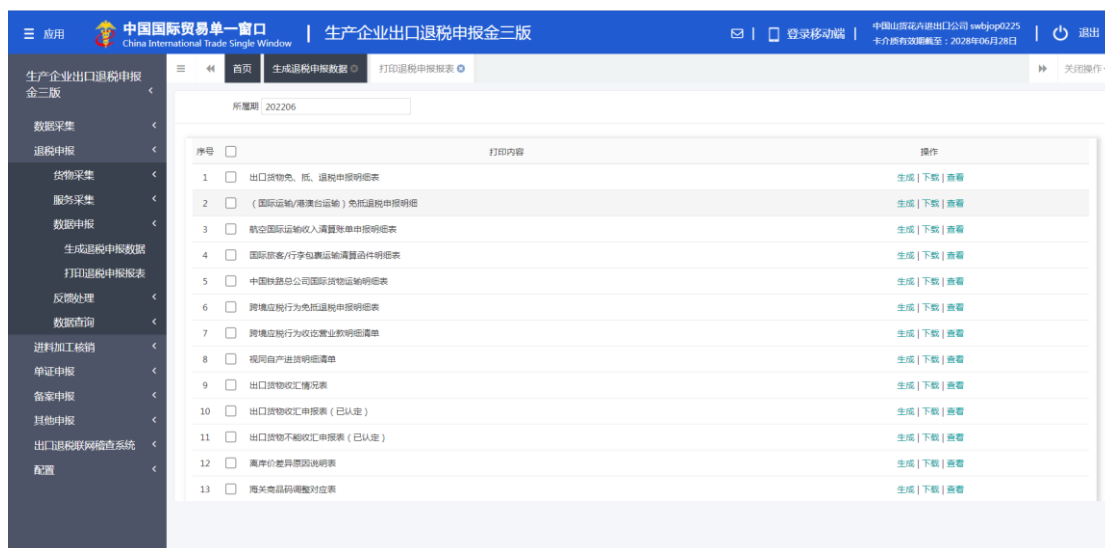 应用 中国国际贸易单一窗口 China International Trade Single Window | 生产企业出口退税申报金三版 | 登录移动端 | 中国山货花卉进出口公司 swbjop0225 | 退出
卡介质有效期截至：2028年06月28日
生产企业出口退税申报金三版
首页 生成退税申报数据 打印退税申报报表 关闭操作
所属期 202206
数据采集
退税申报
货物采集
服务采集
数据申报
生成退税申报数据
打印退税申报报表
反馈处理
数据查询
进料加工核销
单证申报
备案申报
其他申报
出口退税联网稽查系统
配置
序号 打印内容 操作
1 出口货物免、抵、退税申报明细表 生成 | 下载 | 查看
2 （国际运输/港澳台运输）免抵退税申报明细 生成 | 下载 | 查看
3 航空国际运输收入清算账单申报明细表 生成 | 下载 | 查看
4 国际旅客/行李包裹运输清算函件明细表 生成 | 下载 | 查看
5 中国铁路总公司国际货物运输明细表 生成 | 下载 | 查看
6 跨境应税行为免抵退税申报明细表 生成 | 下载 | 查看
7 跨境应税行为收讫营业款明细清单 生成 | 下载 | 查看
8 视同自产进货明细清单 生成 | 下载 | 查看
9 出口货物收汇情况表 生成 | 下载 | 查看
10 出口货物收汇申报表（已认定） 生成 | 下载 | 查看
11 出口货物不能收汇申报表（已认定） 生成 | 下载 | 查看
12 离岸价差异原因说明表 生成 | 下载 | 查看
13 海关商品码调整对应表 生成 | 下载 | 查看